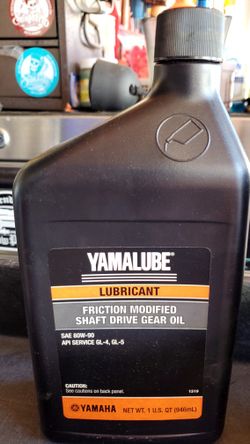 YAMALUBE®
LUBRICANT
FRICTION MODIFIED
SHAFT DRIVE GEAR OIL
SAE 80W-90
API SERVICE GL-4, GL-5
CAUTION:
See cautions on back panel.
1319
YAMAHA
NET WT. 1 U.S. QT (946mL)